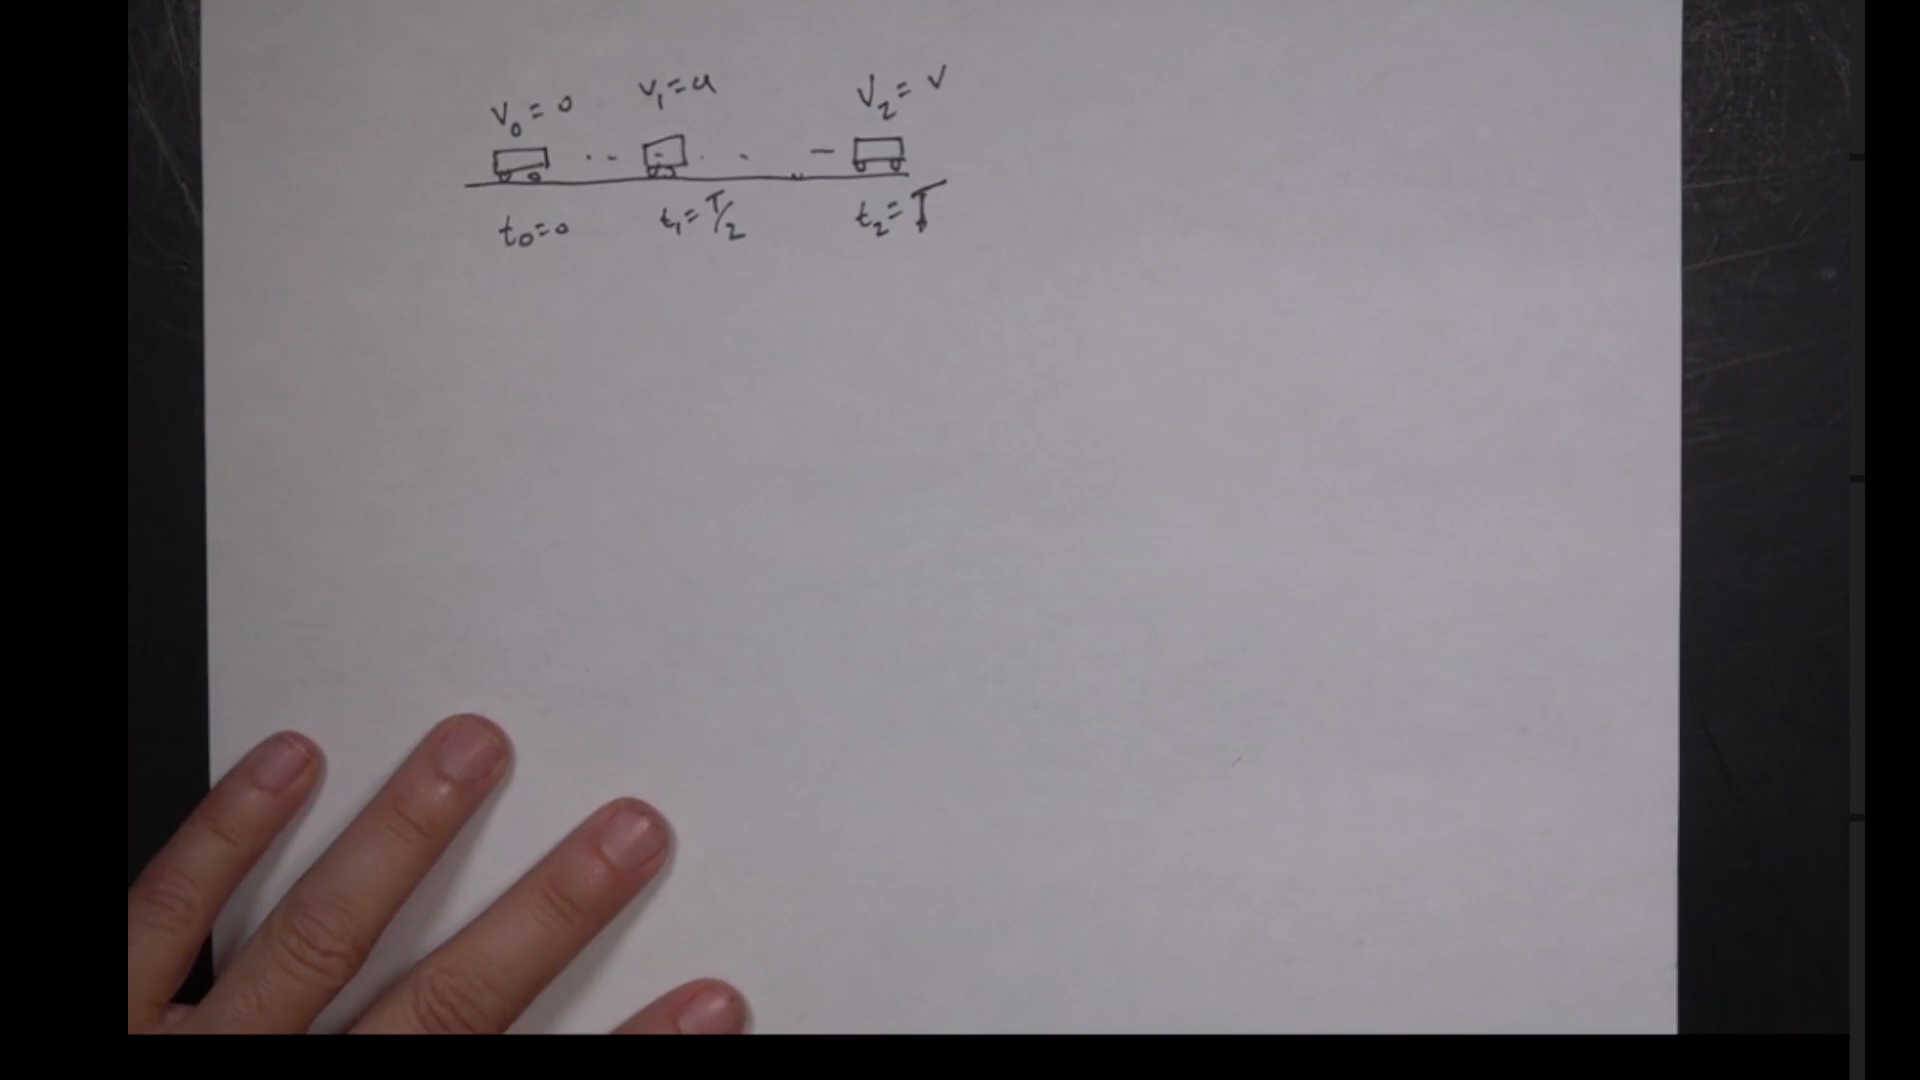 v₀ = 0 v₁ = u V₂ = V
t₀ = 0 t₁ = T/2 t₂ = T